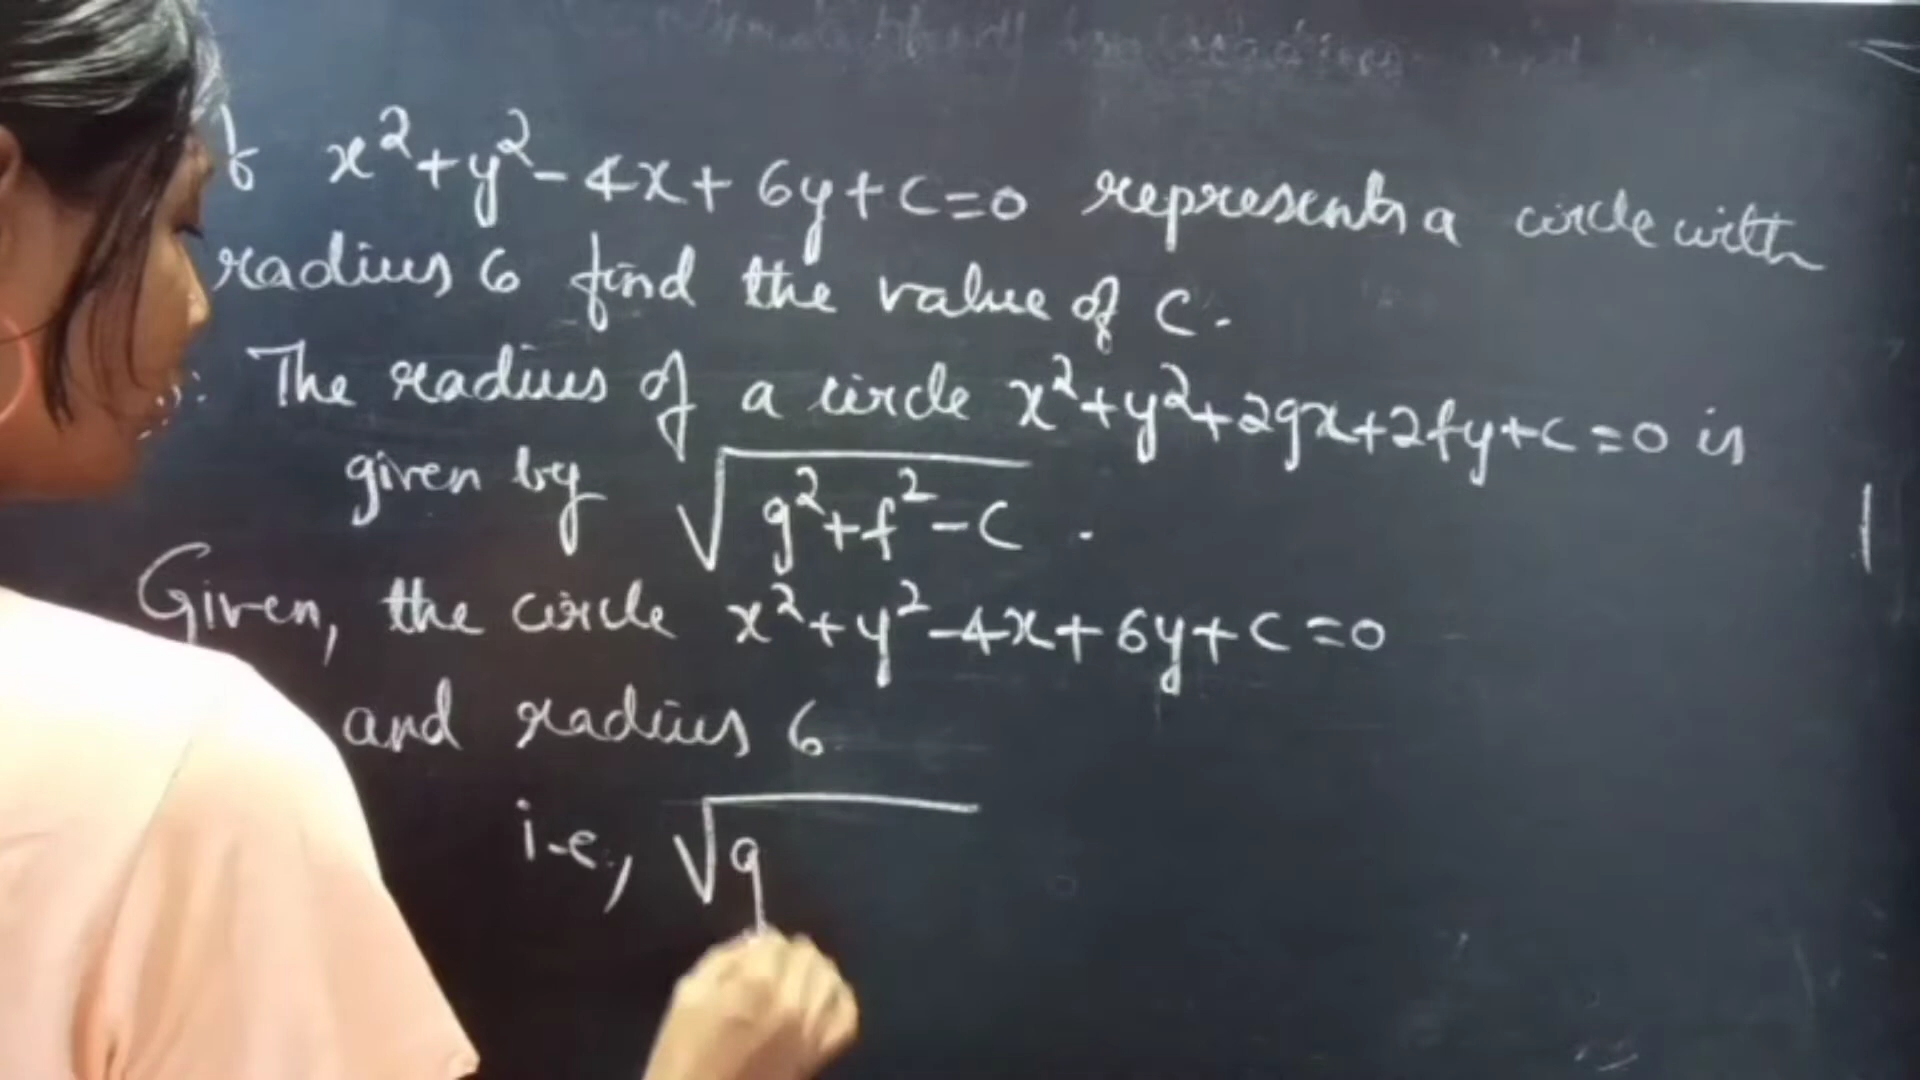 x²+y²-4x+6y+c=0 represents a circle with
radius 6 find the value of c.
The radius of a circle x²+y²+2gx+2fy+c=0 is
given by √g²+f²-c.
Given, the circle x²+y²-4x+6y+c=0
and radius 6
i.e, √g